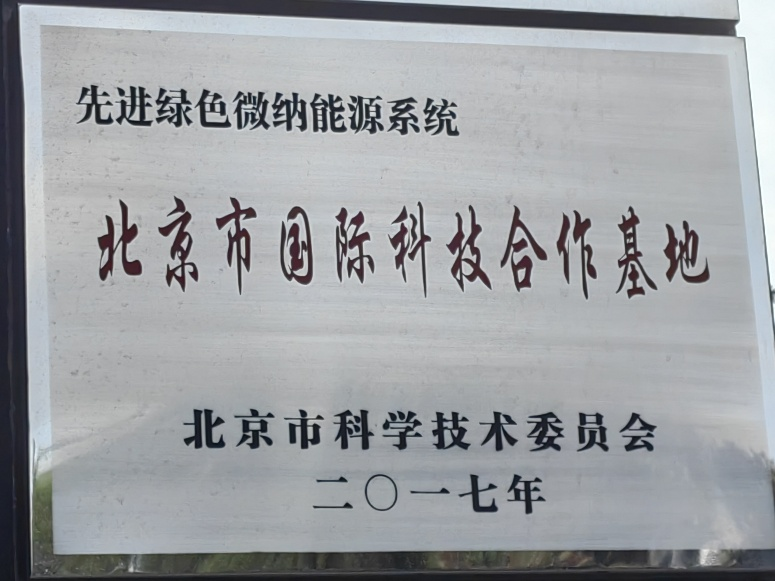 先进绿色微纳能源系统
北京市国际科技合作基地
北京市科学技术委员会
二〇一七年